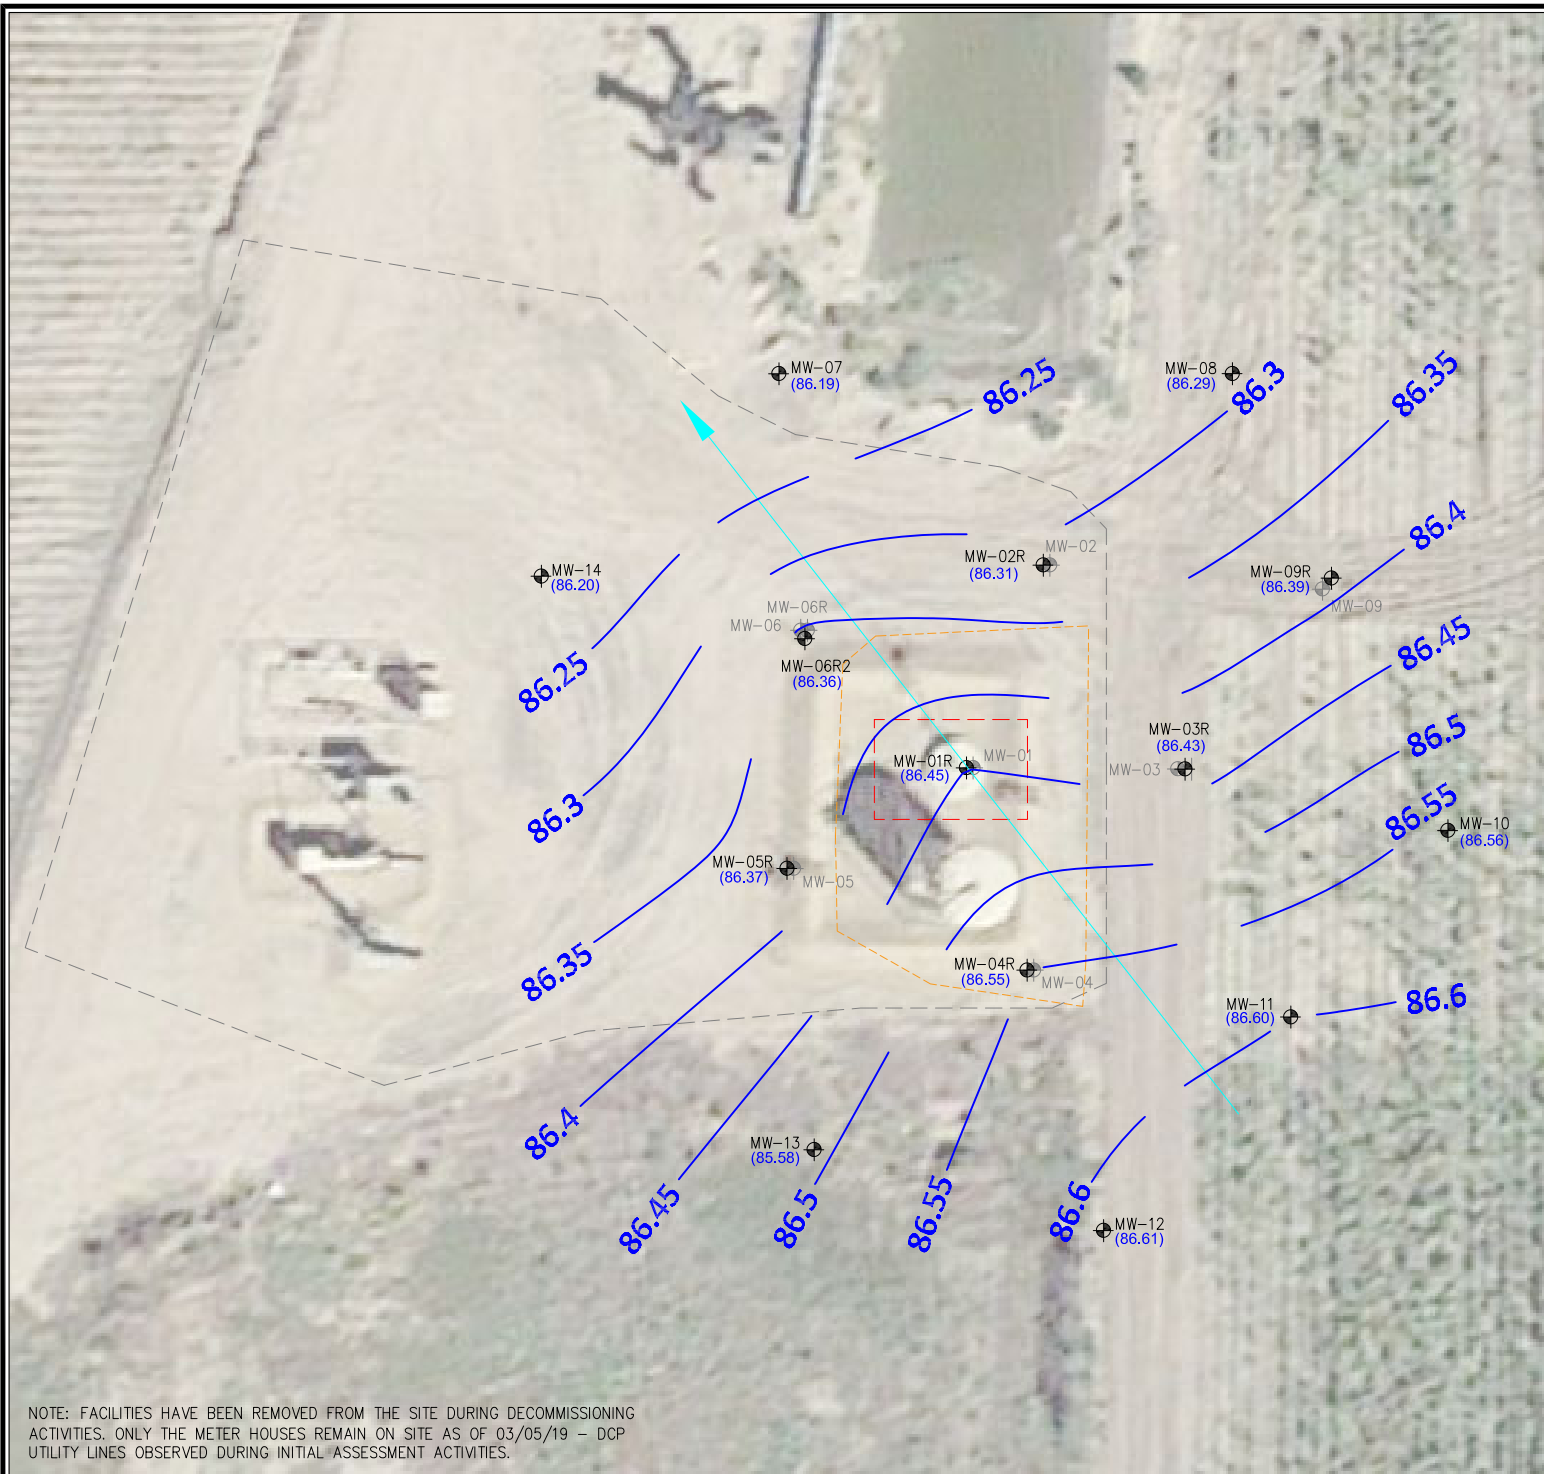 MW-07
(86.19)
86.25
MW-08
(86.29)
86.3
86.35
86.4
MW-02R
(86.31)
MW-02
MW-14
(86.20)
MW-09R
(86.39)
MW-09
MW-06R
MW-06
MW-06R2
(86.36)
86.45
86.25
MW-03R
(86.43)
MW-03
86.5
MW-01R
(86.45)
MW-01
86.3
86.55
MW-10
(86.56)
MW-05R
(86.37)
MW-05
86.35
MW-04R
(86.55)
MW-04
MW-11
(86.60)
86.6
86.4
MW-13
(85.58)
86.45
86.5
86.55
86.6
MW-12
(86.61)
NOTE: FACILITIES HAVE BEEN REMOVED FROM THE SITE DURING DECOMMISSIONING
ACTIVITIES. ONLY THE METER HOUSES REMAIN ON SITE AS OF 03/05/19 – DCP
UTILITY LINES OBSERVED DURING INITIAL ASSESSMENT ACTIVITIES.